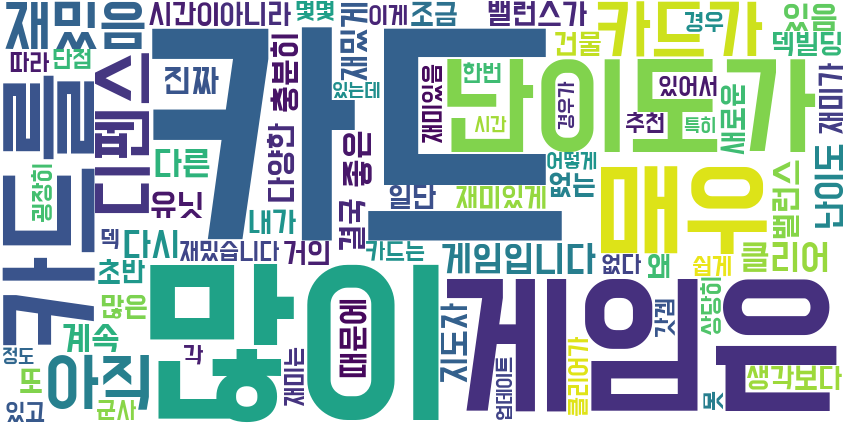 재밌음
시간이아니라
몇몇
재밌게
이게
조금
밸런스가
건물
카드가
경우
있음
덱빌딩
따라
단점
디펜스
진짜
충분히
카드
있는데
재미있음
한번
난이도가
시간
경우가
있어서
추천
특히
새로운
재미가
카드를
굉장히
다른
유닛
다양한
좋은
일단
재미있게
어떻게
없는
매우
밸런스
난이도
내가
결국
덱
다시
재밌습니다
거의
카드는
게임입니다
없다
왜
쉽게
클리어
초반
많은
계속
많이
때문에
지도자
게임은
갓겜
상당히
정도
또
아직
각
재미는
업데이트
클리어가
못
생각보다
있고
군사